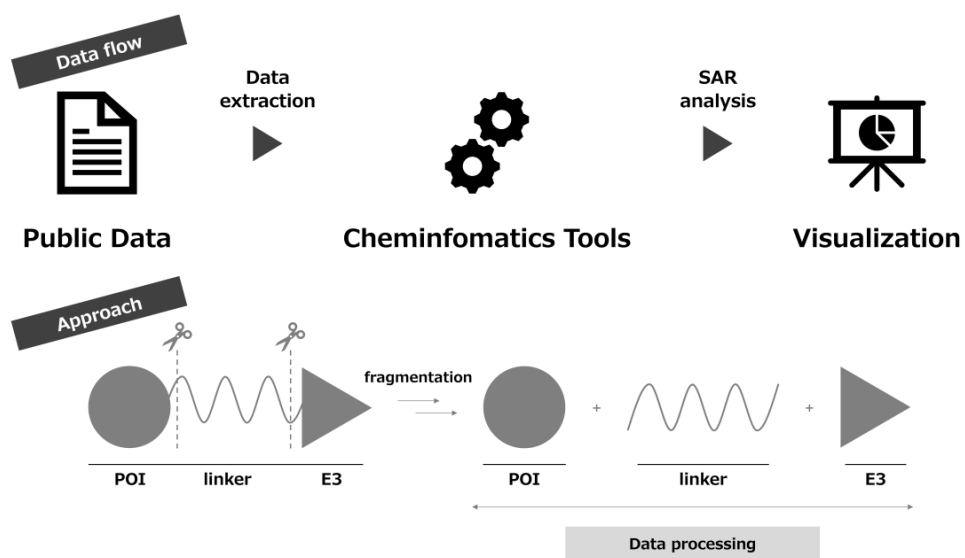 Data flow
Data
extraction
SAR
analysis
Public Data
Cheminfomatics Tools
Visualization
Approach
fragmentation
+
+
POI
linker
E3
POI
linker
E3
Data processing